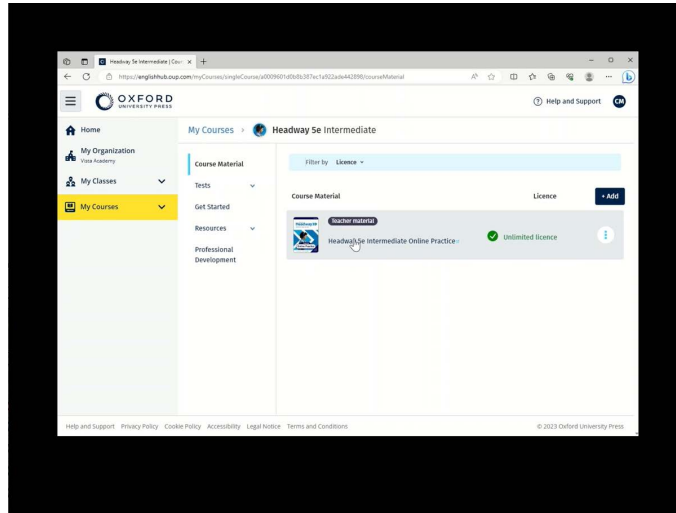 Headway 5e Intermediate | Cour
https://englishhub.oup.com/myCourses/singleCourse/a0009601d0b8b387ec1a922ade442898/courseMaterial
OXFORD
UNIVERSITY PRESS
Help and Support
CM
Home
My Organization
Vista Academy
My Classes
My Courses
My Courses > Headway 5e Intermediate
Course Material
Tests
Get Started
Resources
Professional
Development
Filter by Licence
Course Material Licence + Add
Teacher material
Headway 5e Intermediate Online Practice
Unlimited licence
Help and Support Privacy Policy Cookie Policy Accessibility Legal Notice Terms and Conditions
© 2023 Oxford University Press